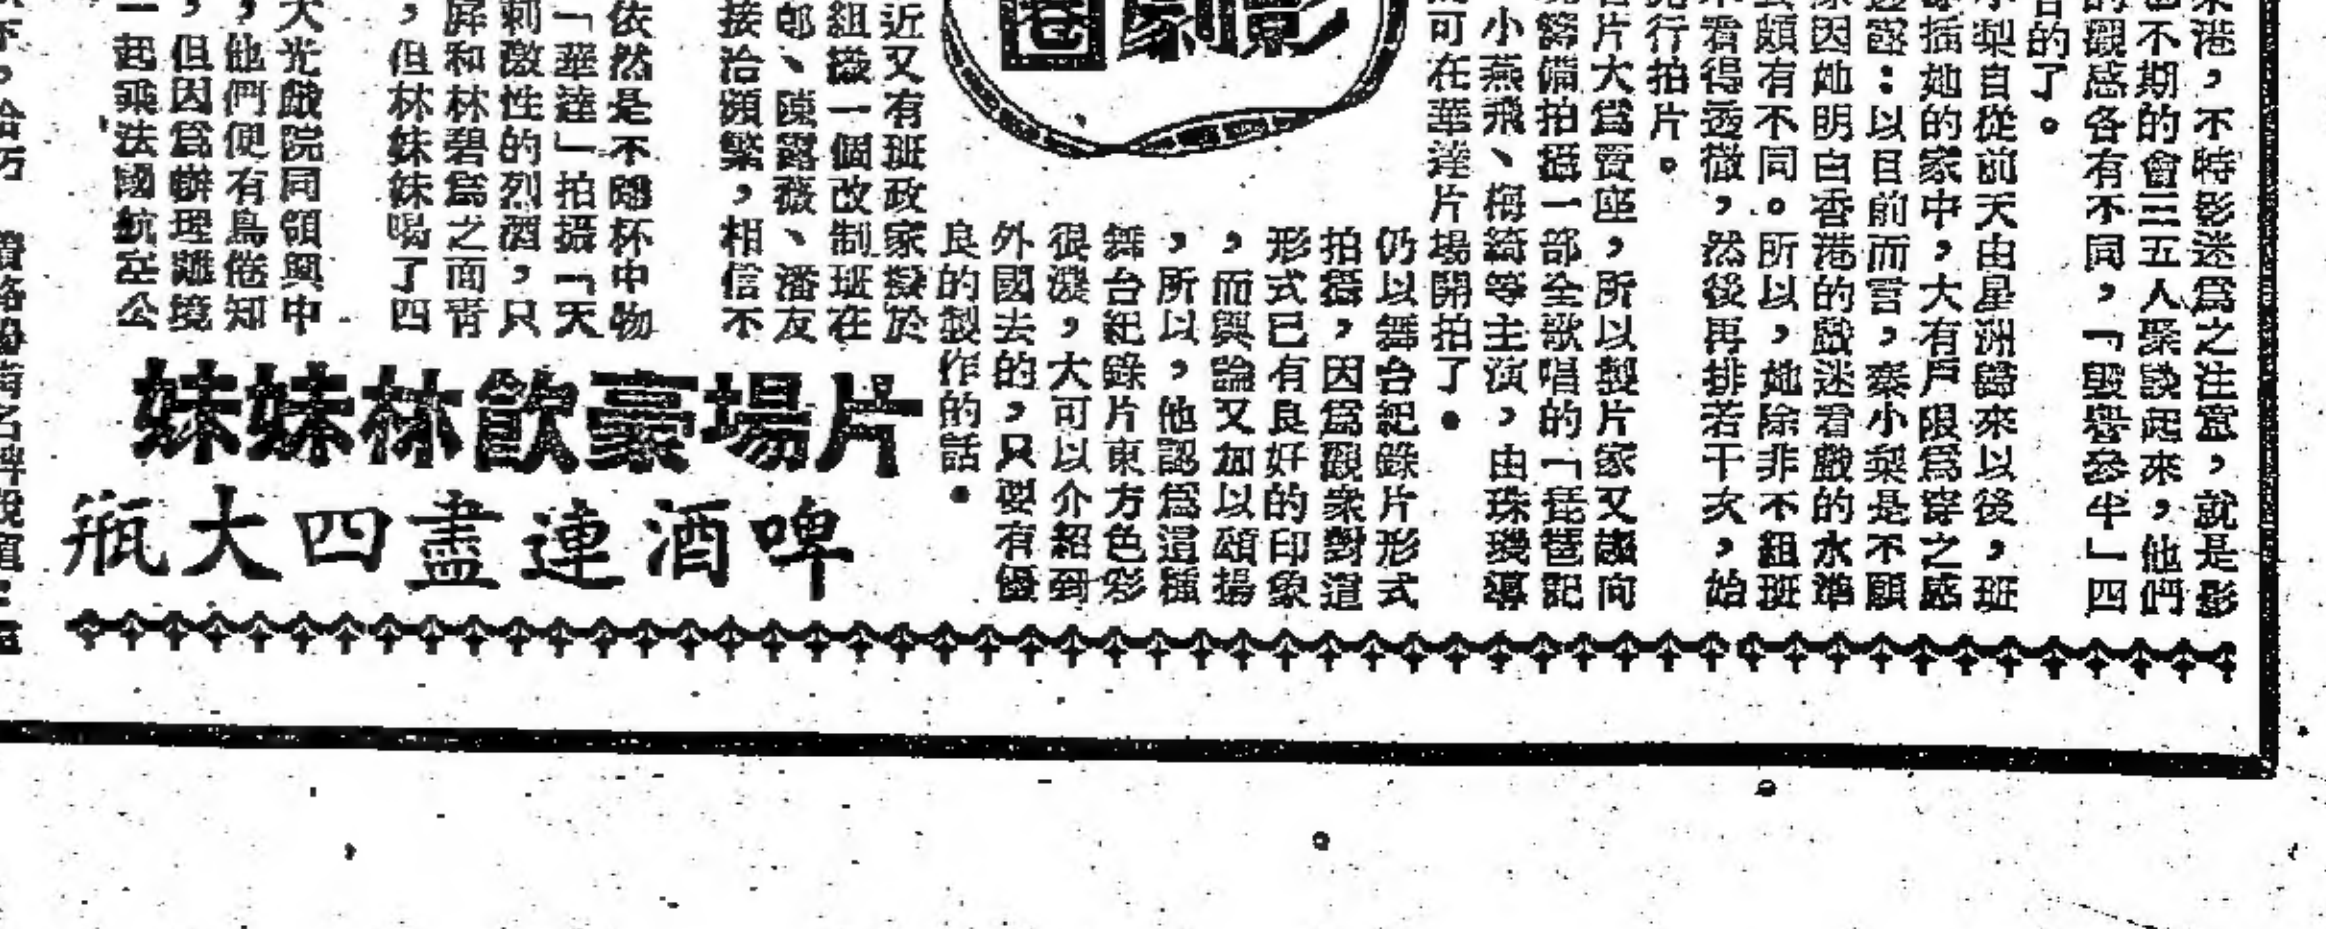 港,不時影迷爲之注意,就是影
不期的會三五人聚談起來,他們
觀感各有不同,「毀譽參半」四
的了。
梨自從前天由星洲歸來以後,班
插她的家中,大有戶限爲穿之感
透露:以目前而言,秦小梨是不願
因她明白香港的戲迷看戲的水準
頗有不同。所以,她除非不組班
看得透徹,然後再排若干次,始
行拍片。
片大爲賣座,所以製片家又趨向
籌備拍攝一部全歌唱的「琵琶記
小燕飛、梅綺等主演,由珠璣導
可在華達片塲開拍了。
影劇圈
仍以舞台紀錄片形式
拍攝,因爲觀衆對這
形式已有良好的印象
,而輿論又加以頌揚
,所以,他認爲這種
舞台紀錄片東方色彩
很濃,大可以介紹到
外國去的,只要有優
良的製作的話。
近又有班政家擬於
組織一個改制班在
郎、陳露薇、潘友
接洽頻繁,相信不
片塲豪飲林妹妹
啤酒連盡四大瓶
依然是不離杯中物
「華達」拍攝「天
刺激性的烈酒,只
屏和林碧爲之面青
,但林妹妹喝了四
大光戲院同領興中
,他們便有鳥倦知
,但因爲辦理離境
一起乘法國航空公